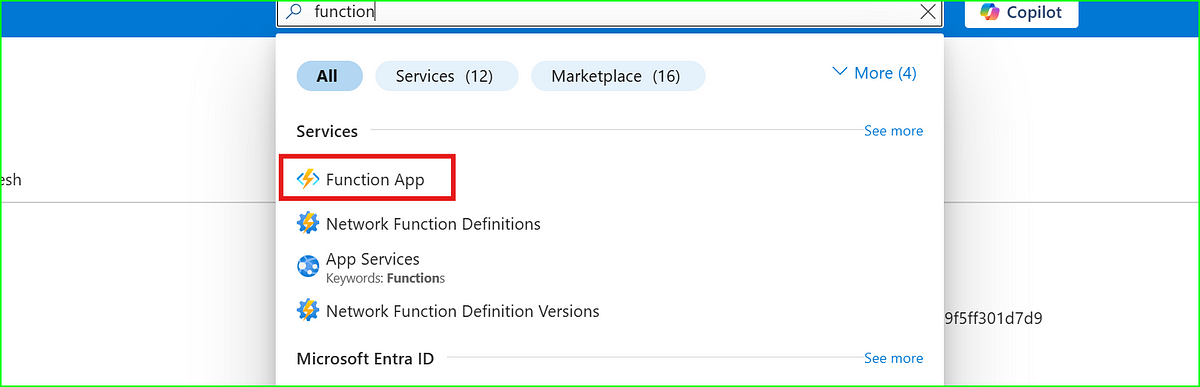 function
Copilot
All
Services (12)
Marketplace (16)
More (4)
Services
See more
esh
Function App
Network Function Definitions
App Services
Keywords: Functions
Network Function Definition Versions
9f5ff301d7d9
Microsoft Entra ID
See more